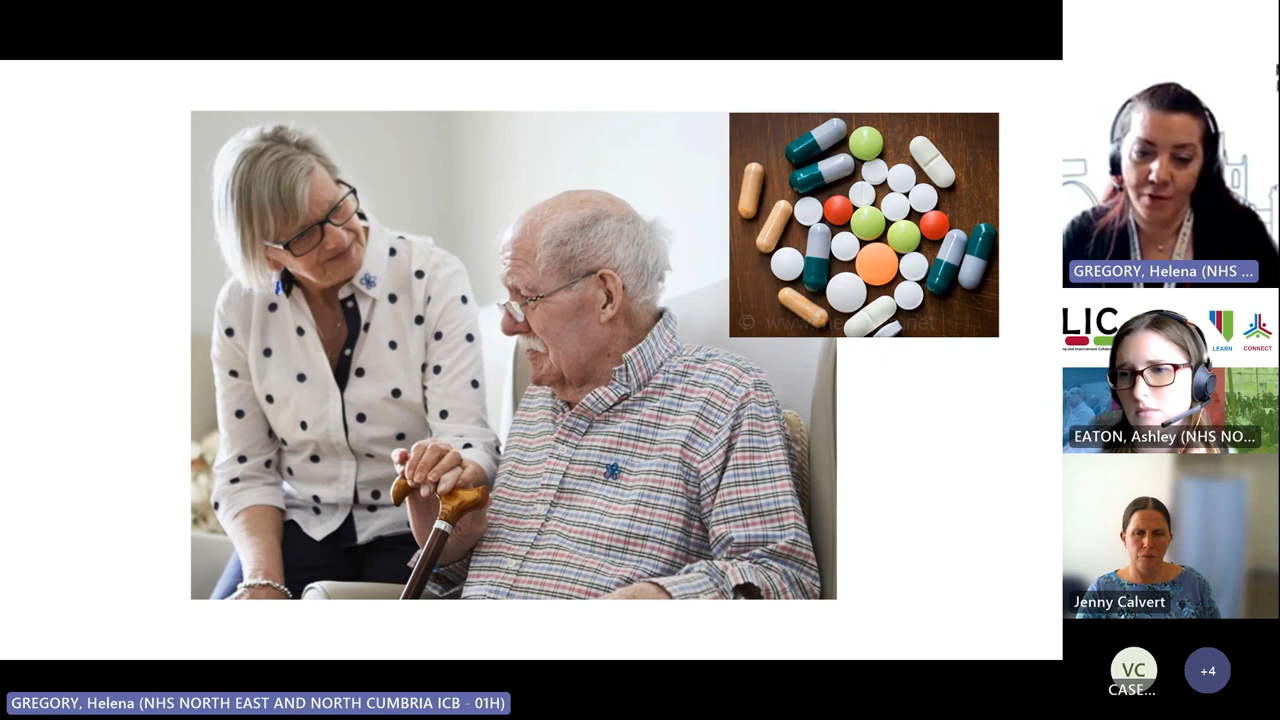 GREGORY, Helena (NHS ...
LIC
LEARN
CONNECT
EATON, Ashley (NHS NO...
Jenny Calvert
VC
CASE...
+4
GREGORY, Helena (NHS NORTH EAST AND NORTH CUMBRIA ICB - 01H)